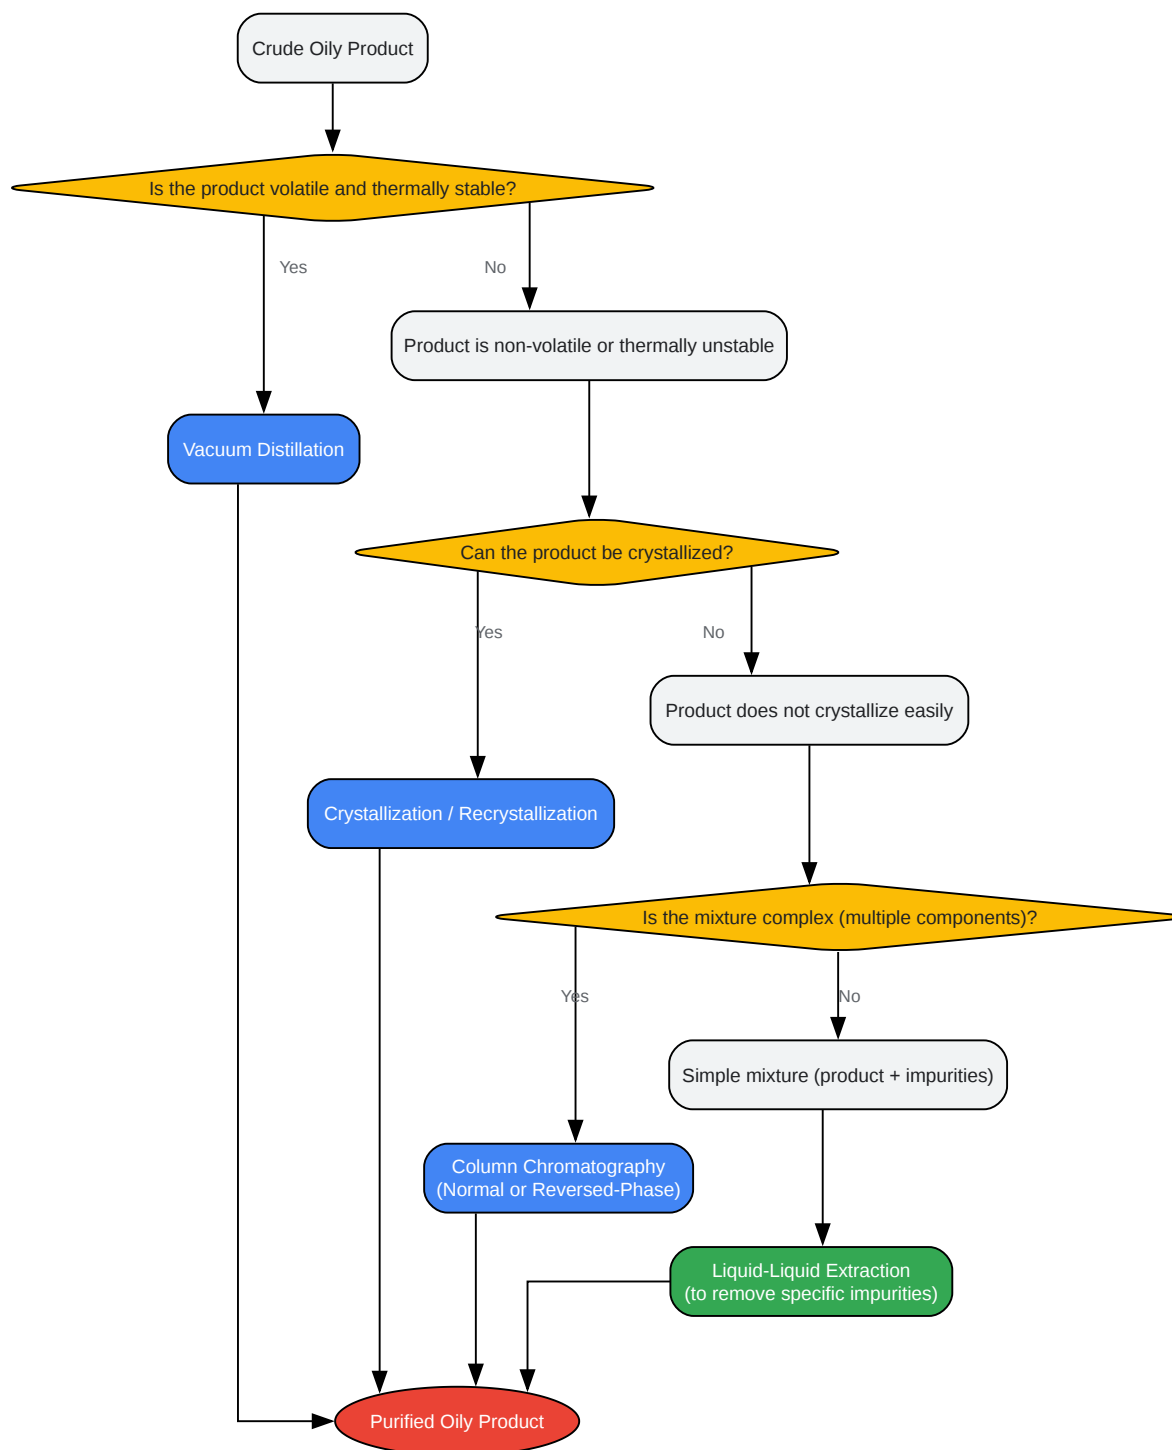 Crude Oily Product
Is the product volatile and thermally stable?
Yes
No
Product is non-volatile or thermally unstable
Vacuum Distillation
Can the product be crystallized?
Yes
No
Product does not crystallize easily
Crystallization / Recrystallization
Is the mixture complex (multiple components)?
Yes
No
Simple mixture (product + impurities)
Column Chromatography
(Normal or Reversed-Phase)
Liquid-Liquid Extraction
(to remove specific impurities)
Purified Oily Product